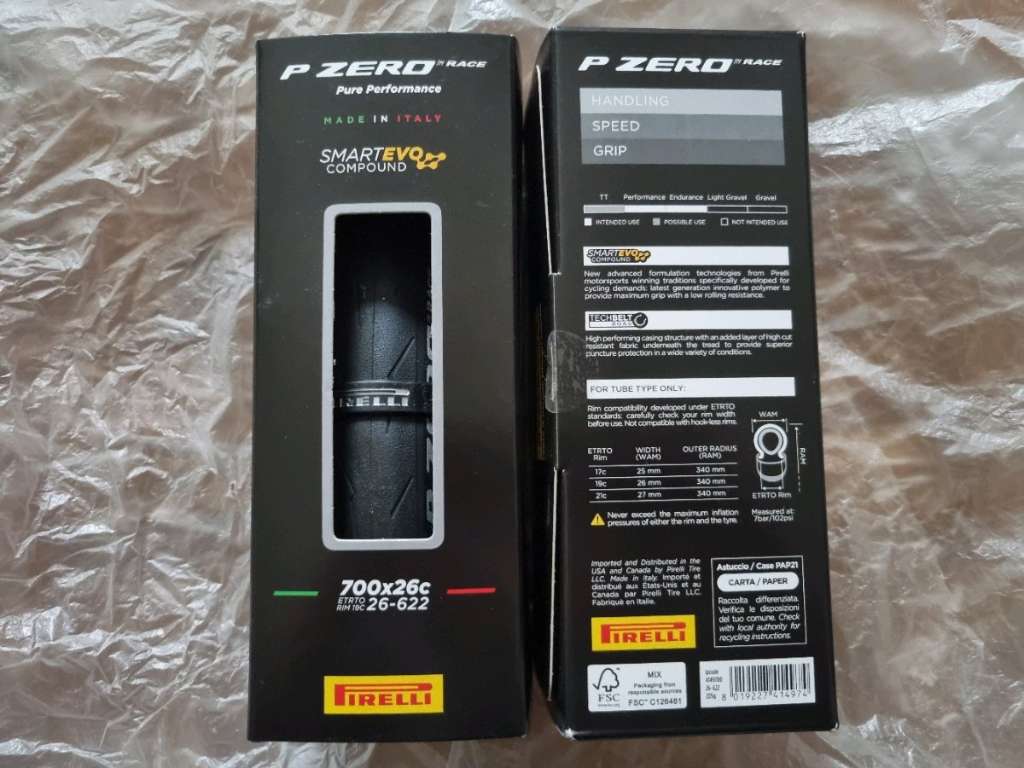 P ZERO™ RACE
Pure Performance
MADE IN ITALY
SMARTEVO
COMPOUND
PIRELLI
700x26c
ETRTO
RIM 19C 26-622
PIRELLI
P ZERO™ RACE
HANDLING
SPEED
GRIP
TT Performance Endurance Light Gravel Gravel
INTENDED USE POSSIBLE USE NOT INTENDED USE
SMARTEVO
COMPOUND
New advanced formulation technologies from Pirelli
motorsports winning traditions specifically developed for
cycling demands: latest generation innovative polymer to
provide maximum grip with a low rolling resistance.
TECHBELT
ROAD
High performing casing structure with an added layer of high cut
resistant fabric underneath the tread to provide superior
puncture protection in a wide variety of conditions.
FOR TUBE TYPE ONLY:
Rim compatibility developed under ETRTO
standards: carefully check your rim width
before use. Not compatible with hook-less rims.
WAM
RAM
ETRTO Rim
ETRTO Rim WIDTH (WAM) OUTER RADIUS (RAM)
17c 25 mm 340 mm
19c 26 mm 340 mm
21c 27 mm 340 mm
Measured at:
7bar/102psi
Never exceed the maximum inflation
pressures of either the rim and the tyre.
Imported and Distributed in the
USA and Canada by Pirelli Tire
LLC. Made in Italy. Importé et
distribué aux États-Unis et au
Canada par Pirelli Tire LLC.
Fabriqué en Italie.
Astuccio / Case PAP21
CARTA / PAPER
Raccolta differenziata.
Verifica le disposizioni
del tuo comune. Check
with local authority for
recycling instructions.
PIRELLI
FSC
MIX
Packaging from
responsible sources
FSC™ C126461
26-622
8 019227 414974